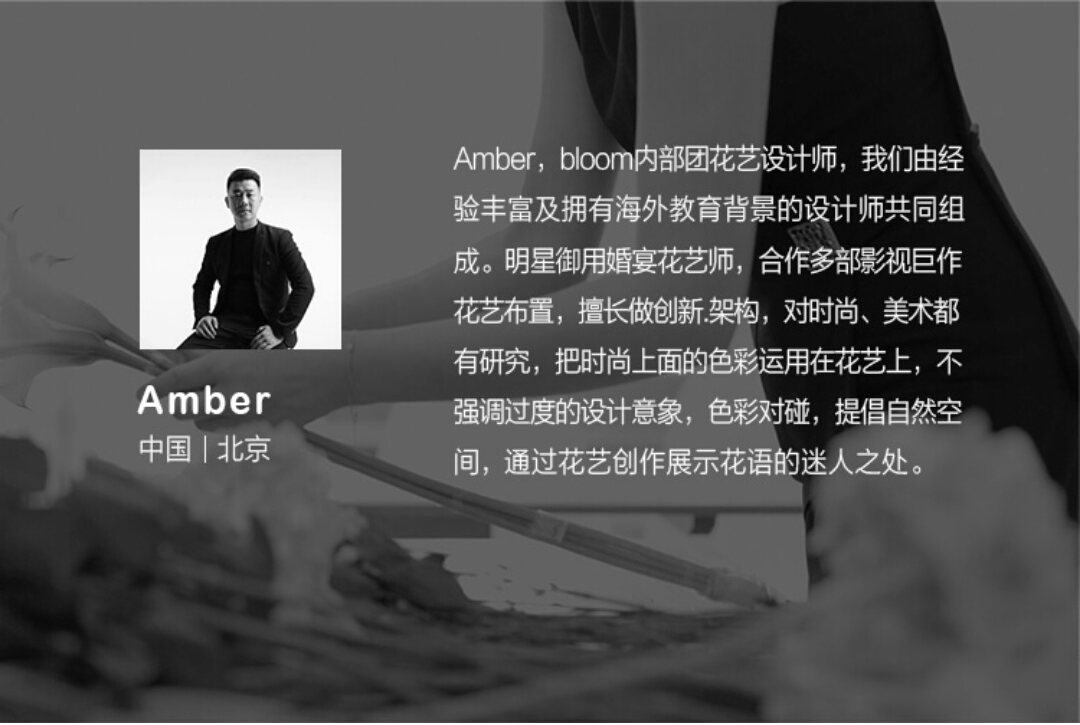 Amber
中国｜北京
Amber，bloom内部团花艺设计师，我们由经
验丰富及拥有海外教育背景的设计师共同组
成。明星御用婚宴花艺师，合作多部影视巨作
花艺布置，擅长做创新.架构，对时尚、美术都
有研究，把时尚上面的色彩运用在花艺上，不
强调过度的设计意象，色彩对碰，提倡自然空
间，通过花艺创作展示花语的迷人之处。